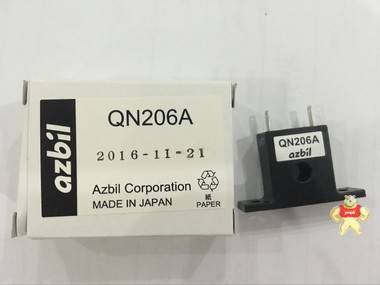 azbil
QN206A
2016-11-21
Azbil Corporation
MADE IN JAPAN
紙
PAPER
QN206A
azbil